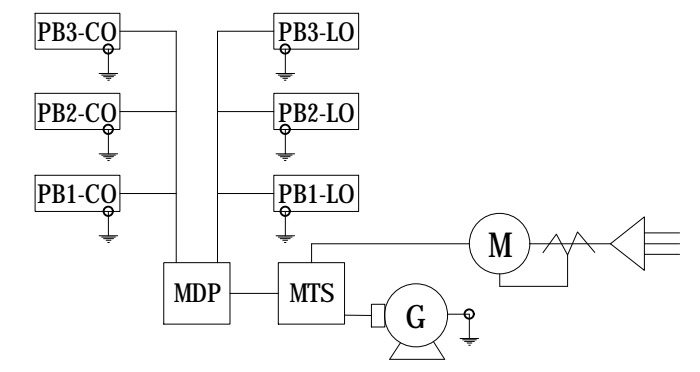 PB3-CO
PB3-LO
PB2-CO
PB2-LO
PB1-CO
PB1-LO
M
MDP
MTS
G